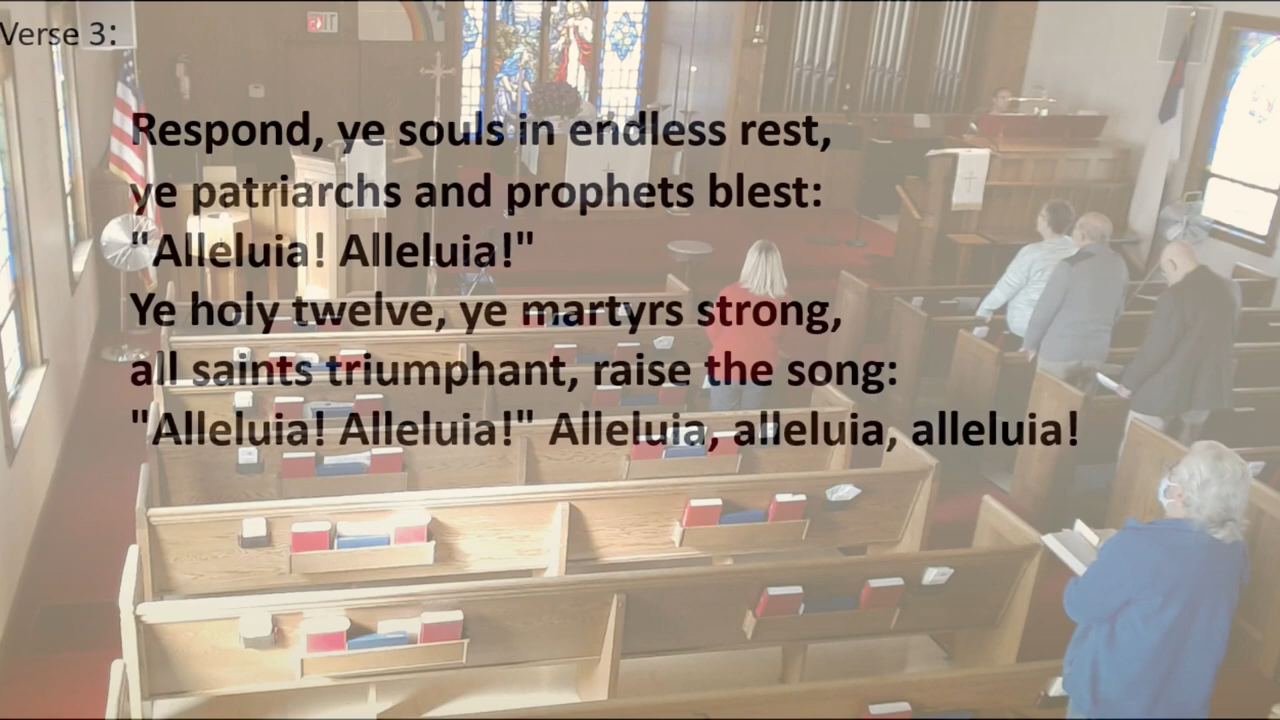 Verse 3:
EXIT
Respond, ye souls in endless rest,
ye patriarchs and prophets blest:
"Alleluia! Alleluia!"
Ye holy twelve, ye martyrs strong,
all saints triumphant, raise the song:
"Alleluia! Alleluia!" Alleluia, alleluia, alleluia!